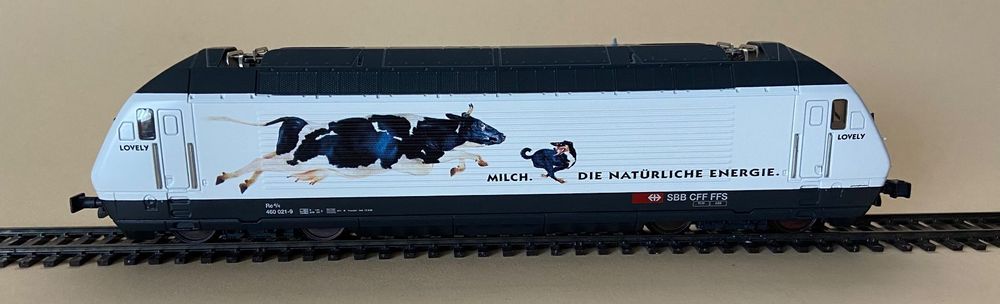 LOVELY
LOVELY
MILCH. DIE NATÜRLICHE ENERGIE.
Re 4/4
460 021-9
SBB CFF FFS